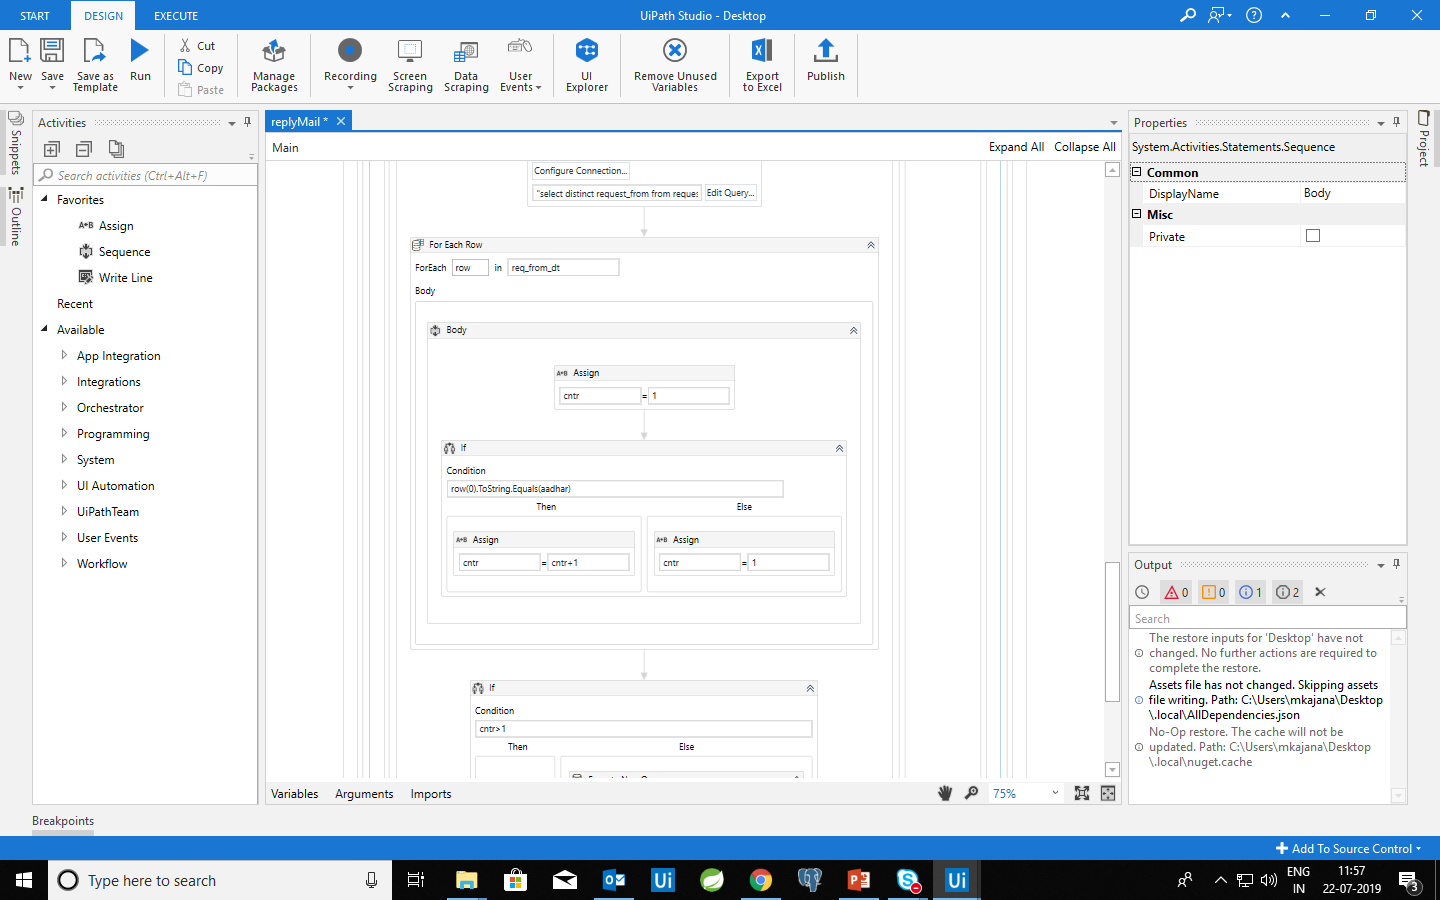 START
DESIGN
EXECUTE
UiPath Studio - Desktop
New
Save
Save as
Template
Run
Cut
Copy
Paste
Manage
Packages
Recording
Screen
Scraping
Data
Scraping
User
Events
UI
Explorer
Remove Unused
Variables
Export
to Excel
Publish
Snippets
Outline
Activities
Search activities (Ctrl+Alt+F)
Favorites
A+B Assign
Sequence
Write Line
Recent
Available
App Integration
Integrations
Orchestrator
Programming
System
UI Automation
UiPathTeam
User Events
Workflow
replyMail *
Main
Expand All
Collapse All
Configure Connection...
"select distinct request_from from reques
Edit Query...
For Each Row
ForEach row in req_from_dt
Body
Body
A+B Assign
cntr = 1
If
Condition
row(0).ToString.Equals(aadhar)
Then
Else
A+B Assign
cntr = cntr+1
A+B Assign
cntr = 1
If
Condition
cntr>1
Then
Else
Variables
Arguments
Imports
75%
Properties
System.Activities.Statements.Sequence
Common
DisplayName Body
Misc
Private
Project
Output
0
0
1
2
Search
The restore inputs for 'Desktop' have not
changed. No further actions are required to
complete the restore.
Assets file has not changed. Skipping assets
file writing. Path: C:\Users\mkajana\Desktop
\.local\AllDependencies.json
No-Op restore. The cache will not be
updated. Path: C:\Users\mkajana\Desktop
\.local\nuget.cache
Breakpoints
Add To Source Control
Type here to search
Ui
Ui
ENG
IN
11:57
22-07-2019
3